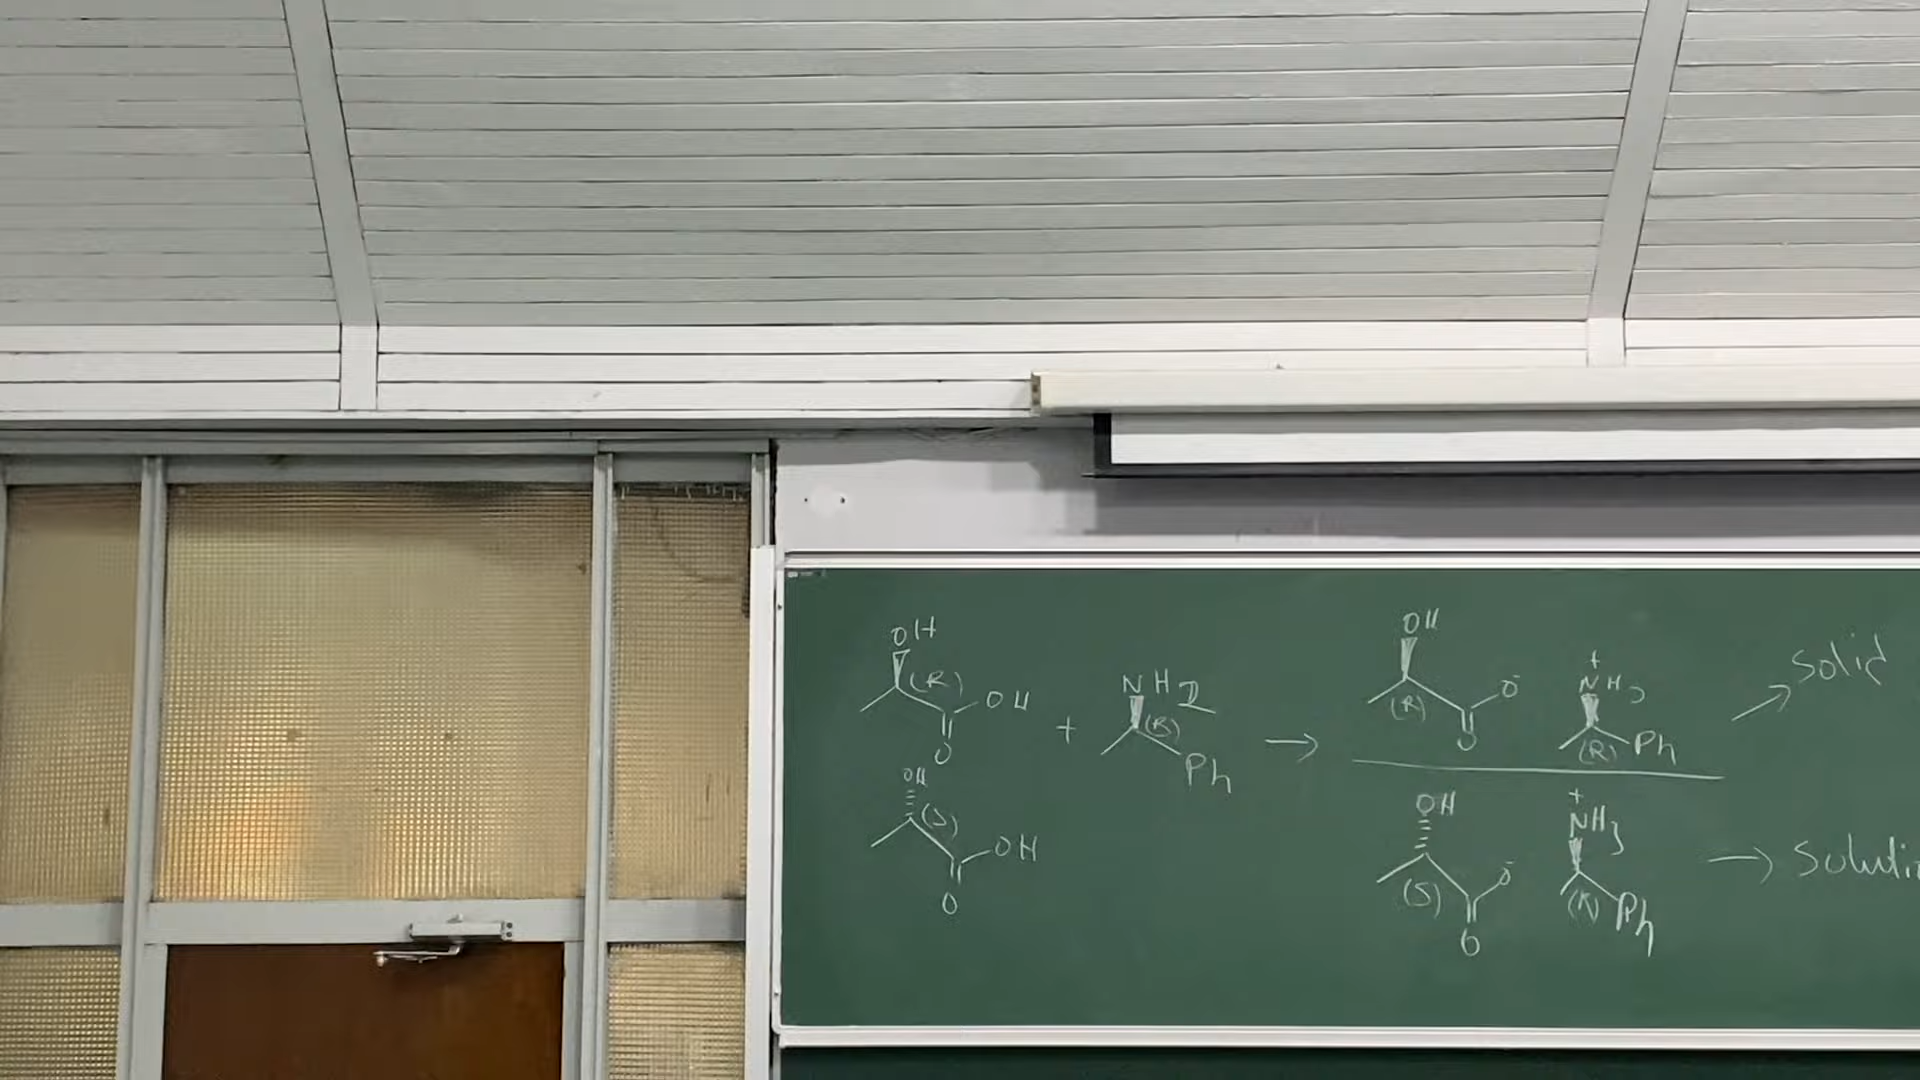 OH
(R)
OH
O
+
NH2
(R)
Ph
→
OH
(R)
O-
O
+
NH3
(R)
Ph
Solid
OH
(S)
OH
O
OH
(S)
O-
O
+
NH3
(R)
Ph
→ Soluti